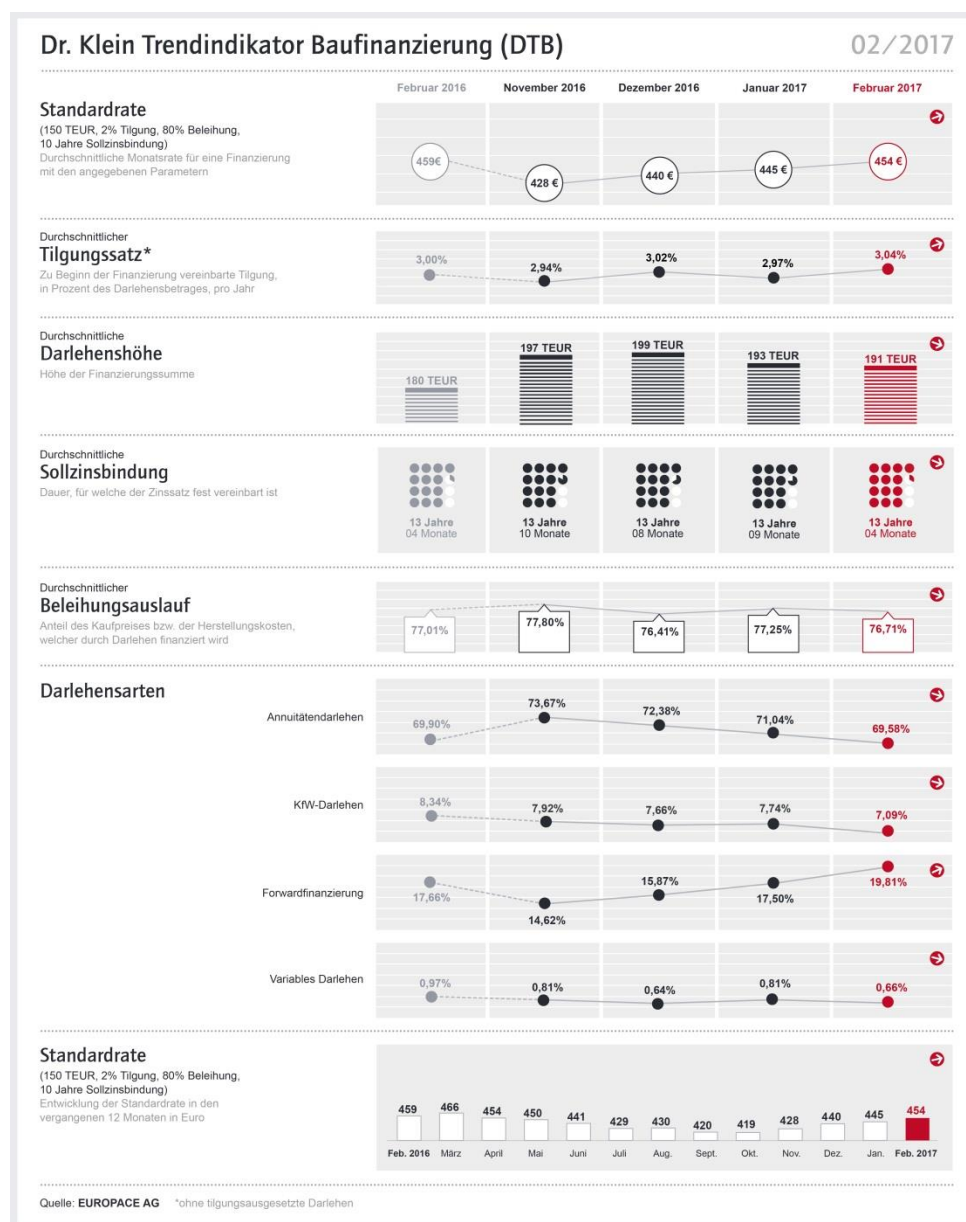 Dr. Klein Trendindikator Baufinanzierung (DTB)
02/2017
Februar 2016
November 2016
Dezember 2016
Januar 2017
Februar 2017
Standardrate
(150 TEUR, 2% Tilgung, 80% Beleihung,
10 Jahre Sollzinsbindung)
Durchschnittliche Monatsrate für eine Finanzierung
mit den angegebenen Parametern
459€
428 €
440 €
445 €
454 €
Durchschnittlicher
Tilgungssatz*
Zu Beginn der Finanzierung vereinbarte Tilgung,
in Prozent des Darlehensbetrages, pro Jahr
3,00%
2,94%
3,02%
2,97%
3,04%
Durchschnittliche
Darlehenshöhe
Höhe der Finanzierungssumme
180 TEUR
197 TEUR
199 TEUR
193 TEUR
191 TEUR
Durchschnittliche
Sollzinsbindung
Dauer, für welche der Zinssatz fest vereinbart ist
13 Jahre
04 Monate
13 Jahre
10 Monate
13 Jahre
08 Monate
13 Jahre
09 Monate
13 Jahre
04 Monate
Durchschnittlicher
Beleihungsauslauf
Anteil des Kaufpreises bzw. der Herstellungskosten,
welcher durch Darlehen finanziert wird
77,01%
77,80%
76,41%
77,25%
76,71%
Darlehensarten
Annuitätendarlehen
69,90%
73,67%
72,38%
71,04%
69,58%
KfW-Darlehen
8,34%
7,92%
7,66%
7,74%
7,09%
Forwardfinanzierung
17,66%
14,62%
15,87%
17,50%
19,81%
Variables Darlehen
0,97%
0,81%
0,64%
0,81%
0,66%
Standardrate
(150 TEUR, 2% Tilgung, 80% Beleihung,
10 Jahre Sollzinsbindung)
Entwicklung der Standardrate in den
vergangenen 12 Monaten in Euro
459 466 454 450 441 429 430 420 419 428 440 445 454
Feb. 2016 März April Mai Juni Juli Aug. Sept. Okt. Nov. Dez. Jan. Feb. 2017
Quelle: EUROPACE AG *ohne tilgungsausgesetzte Darlehen